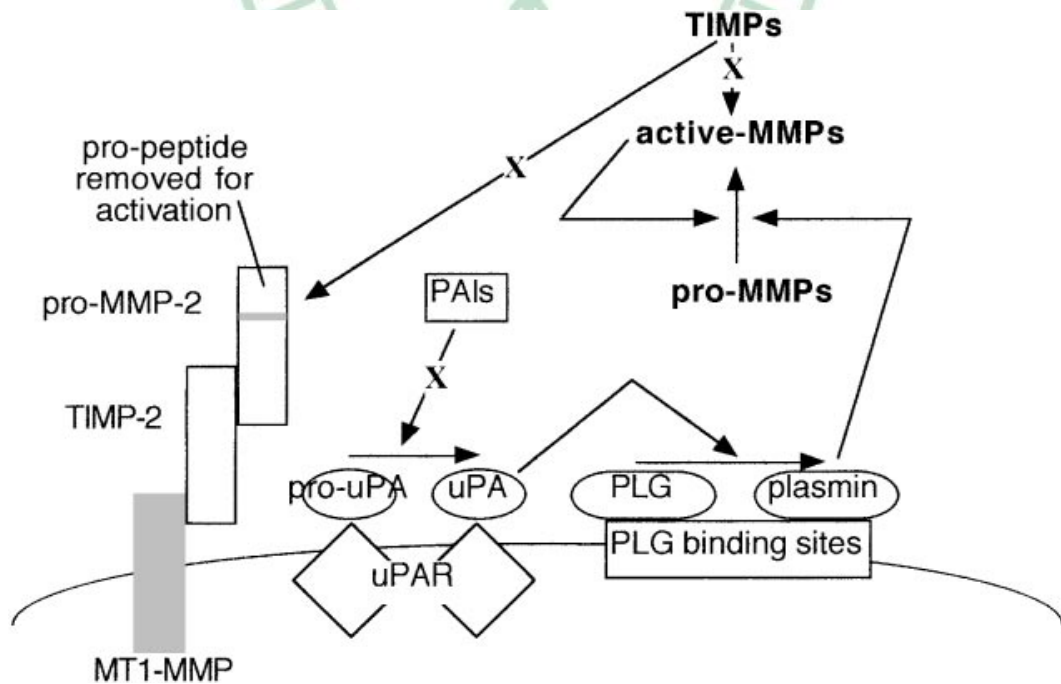 TIMPs
X
active-MMPs
pro-peptide
removed for
activation
X
pro-MMPs
pro-MMP-2
PAIs
X
TIMP-2
pro-uPA
uPA
PLG
plasmin
PLG binding sites
uPAR
MT1-MMP